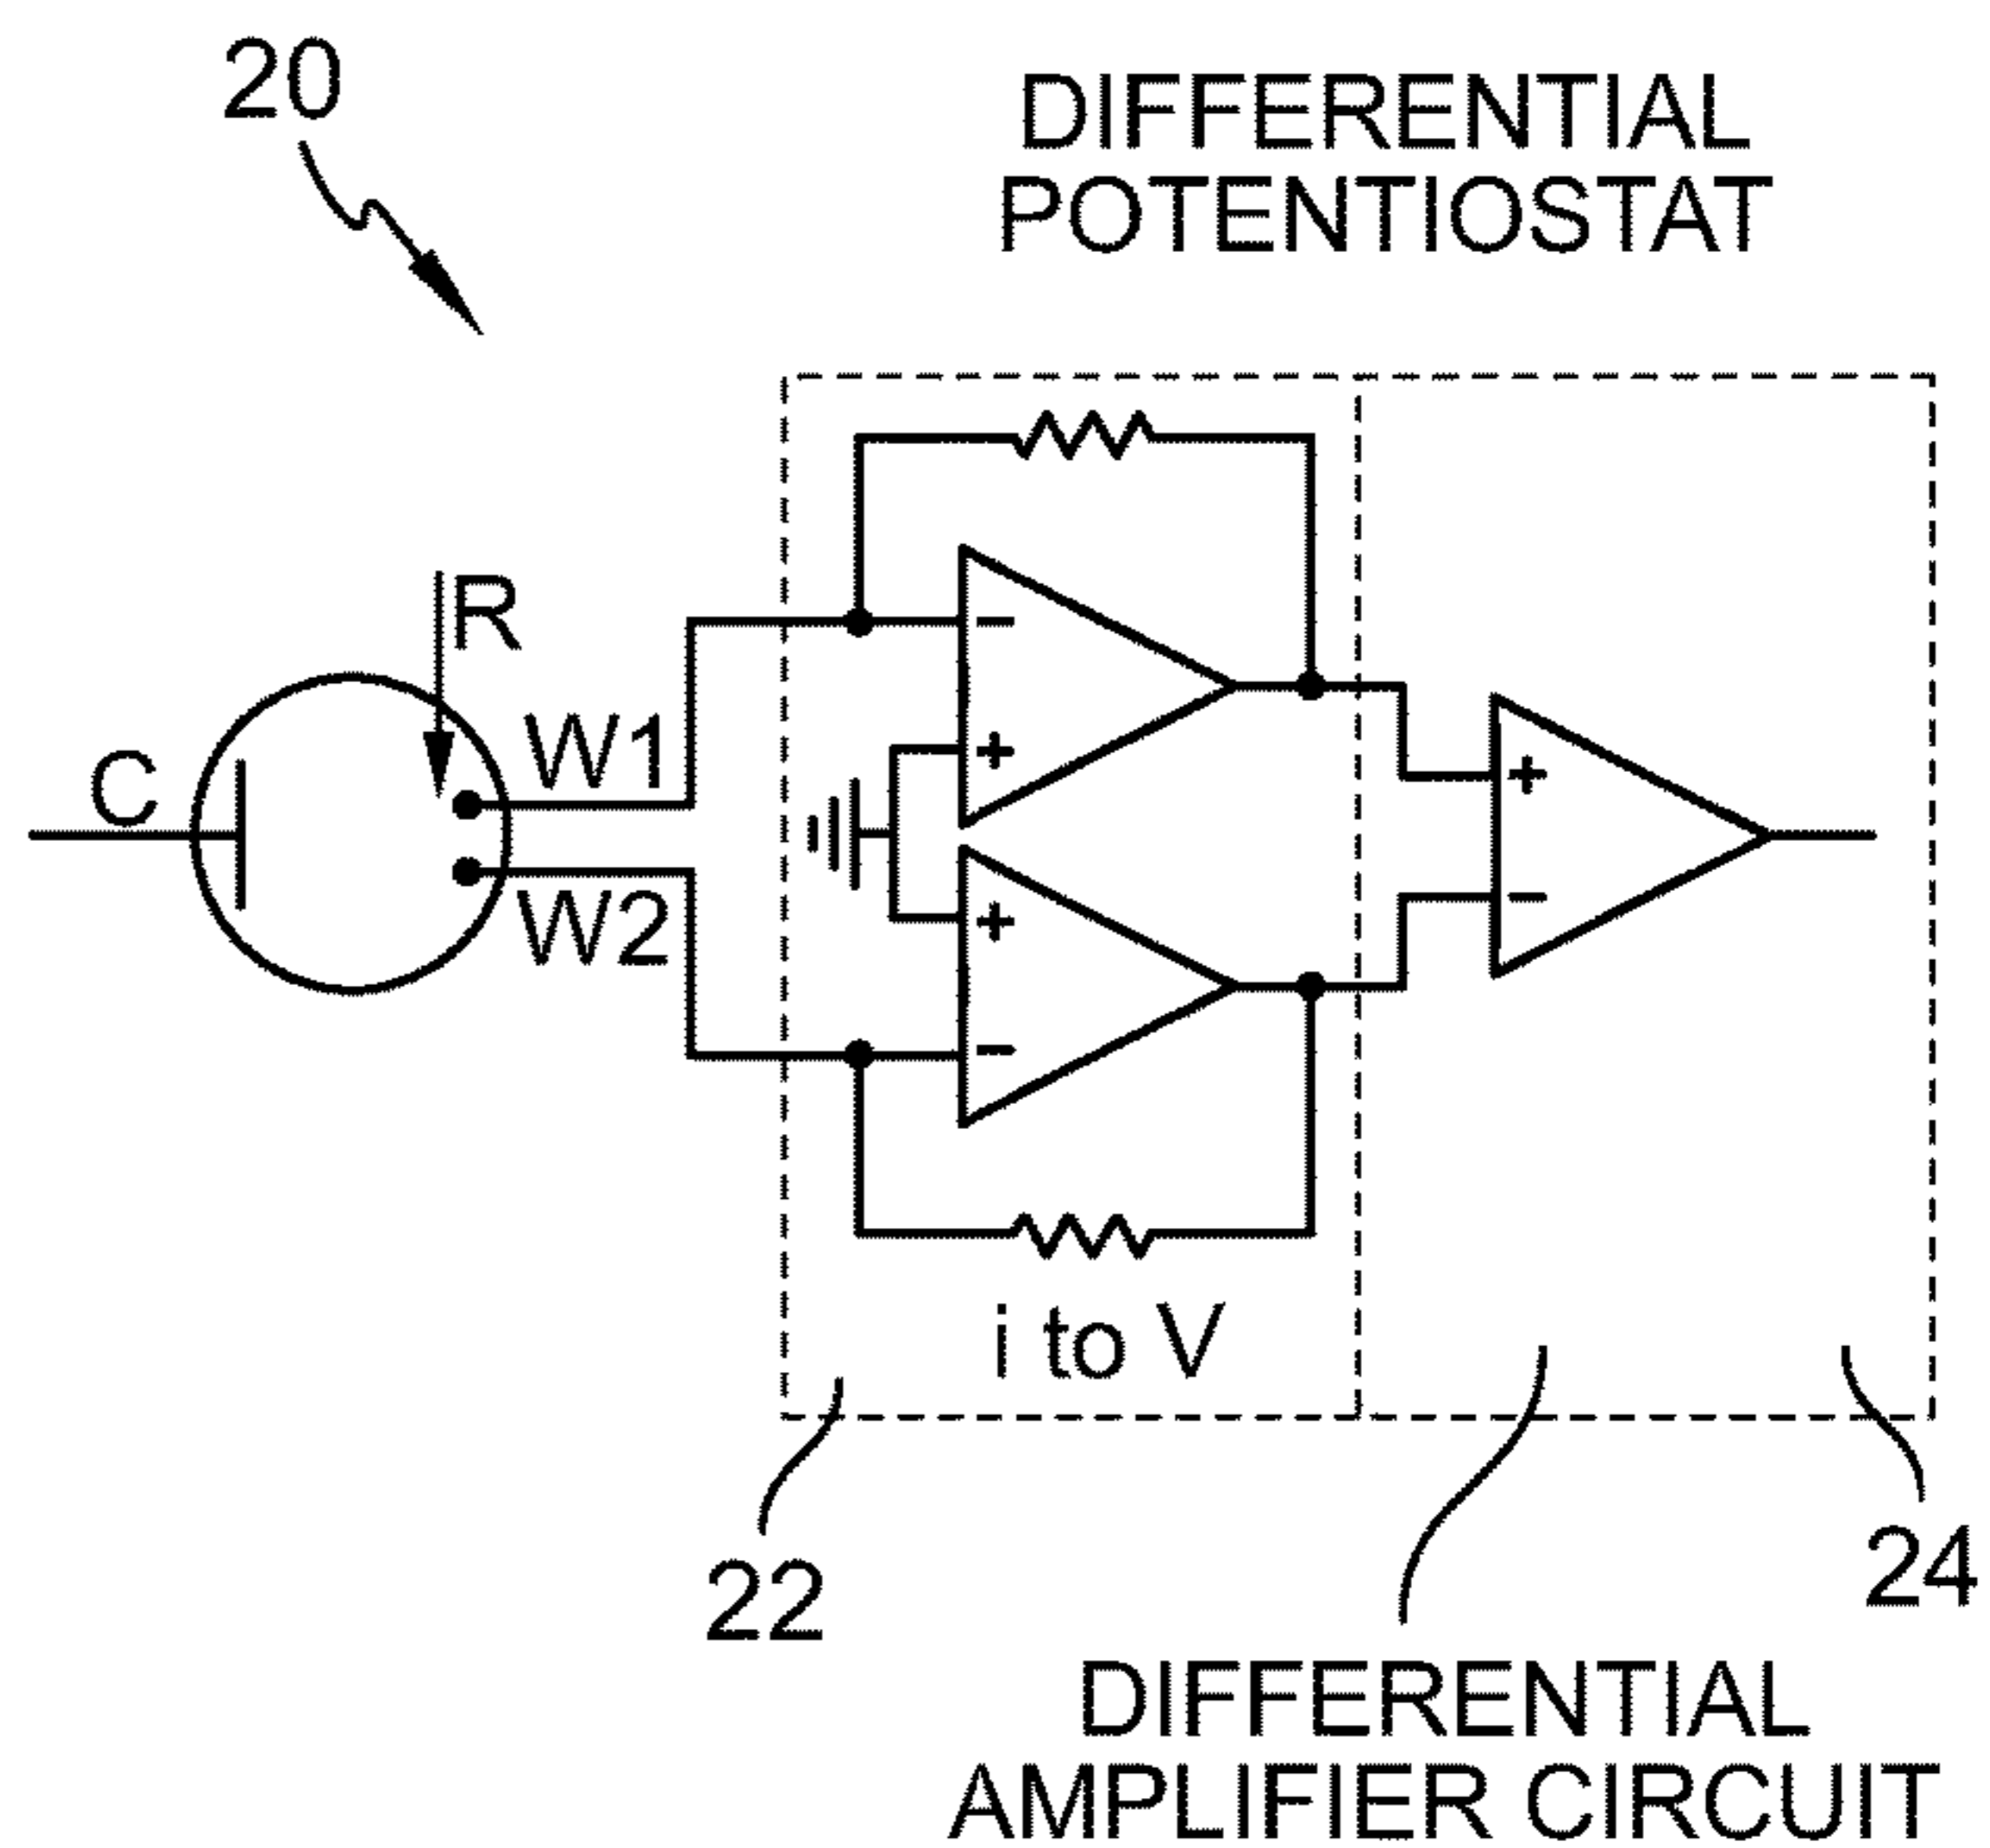 20
DIFFERENTIAL
POTENTIOSTAT
R
W1
C
W2
−
+
+
−
+
−
i to V
22
24
DIFFERENTIAL
AMPLIFIER CIRCUIT